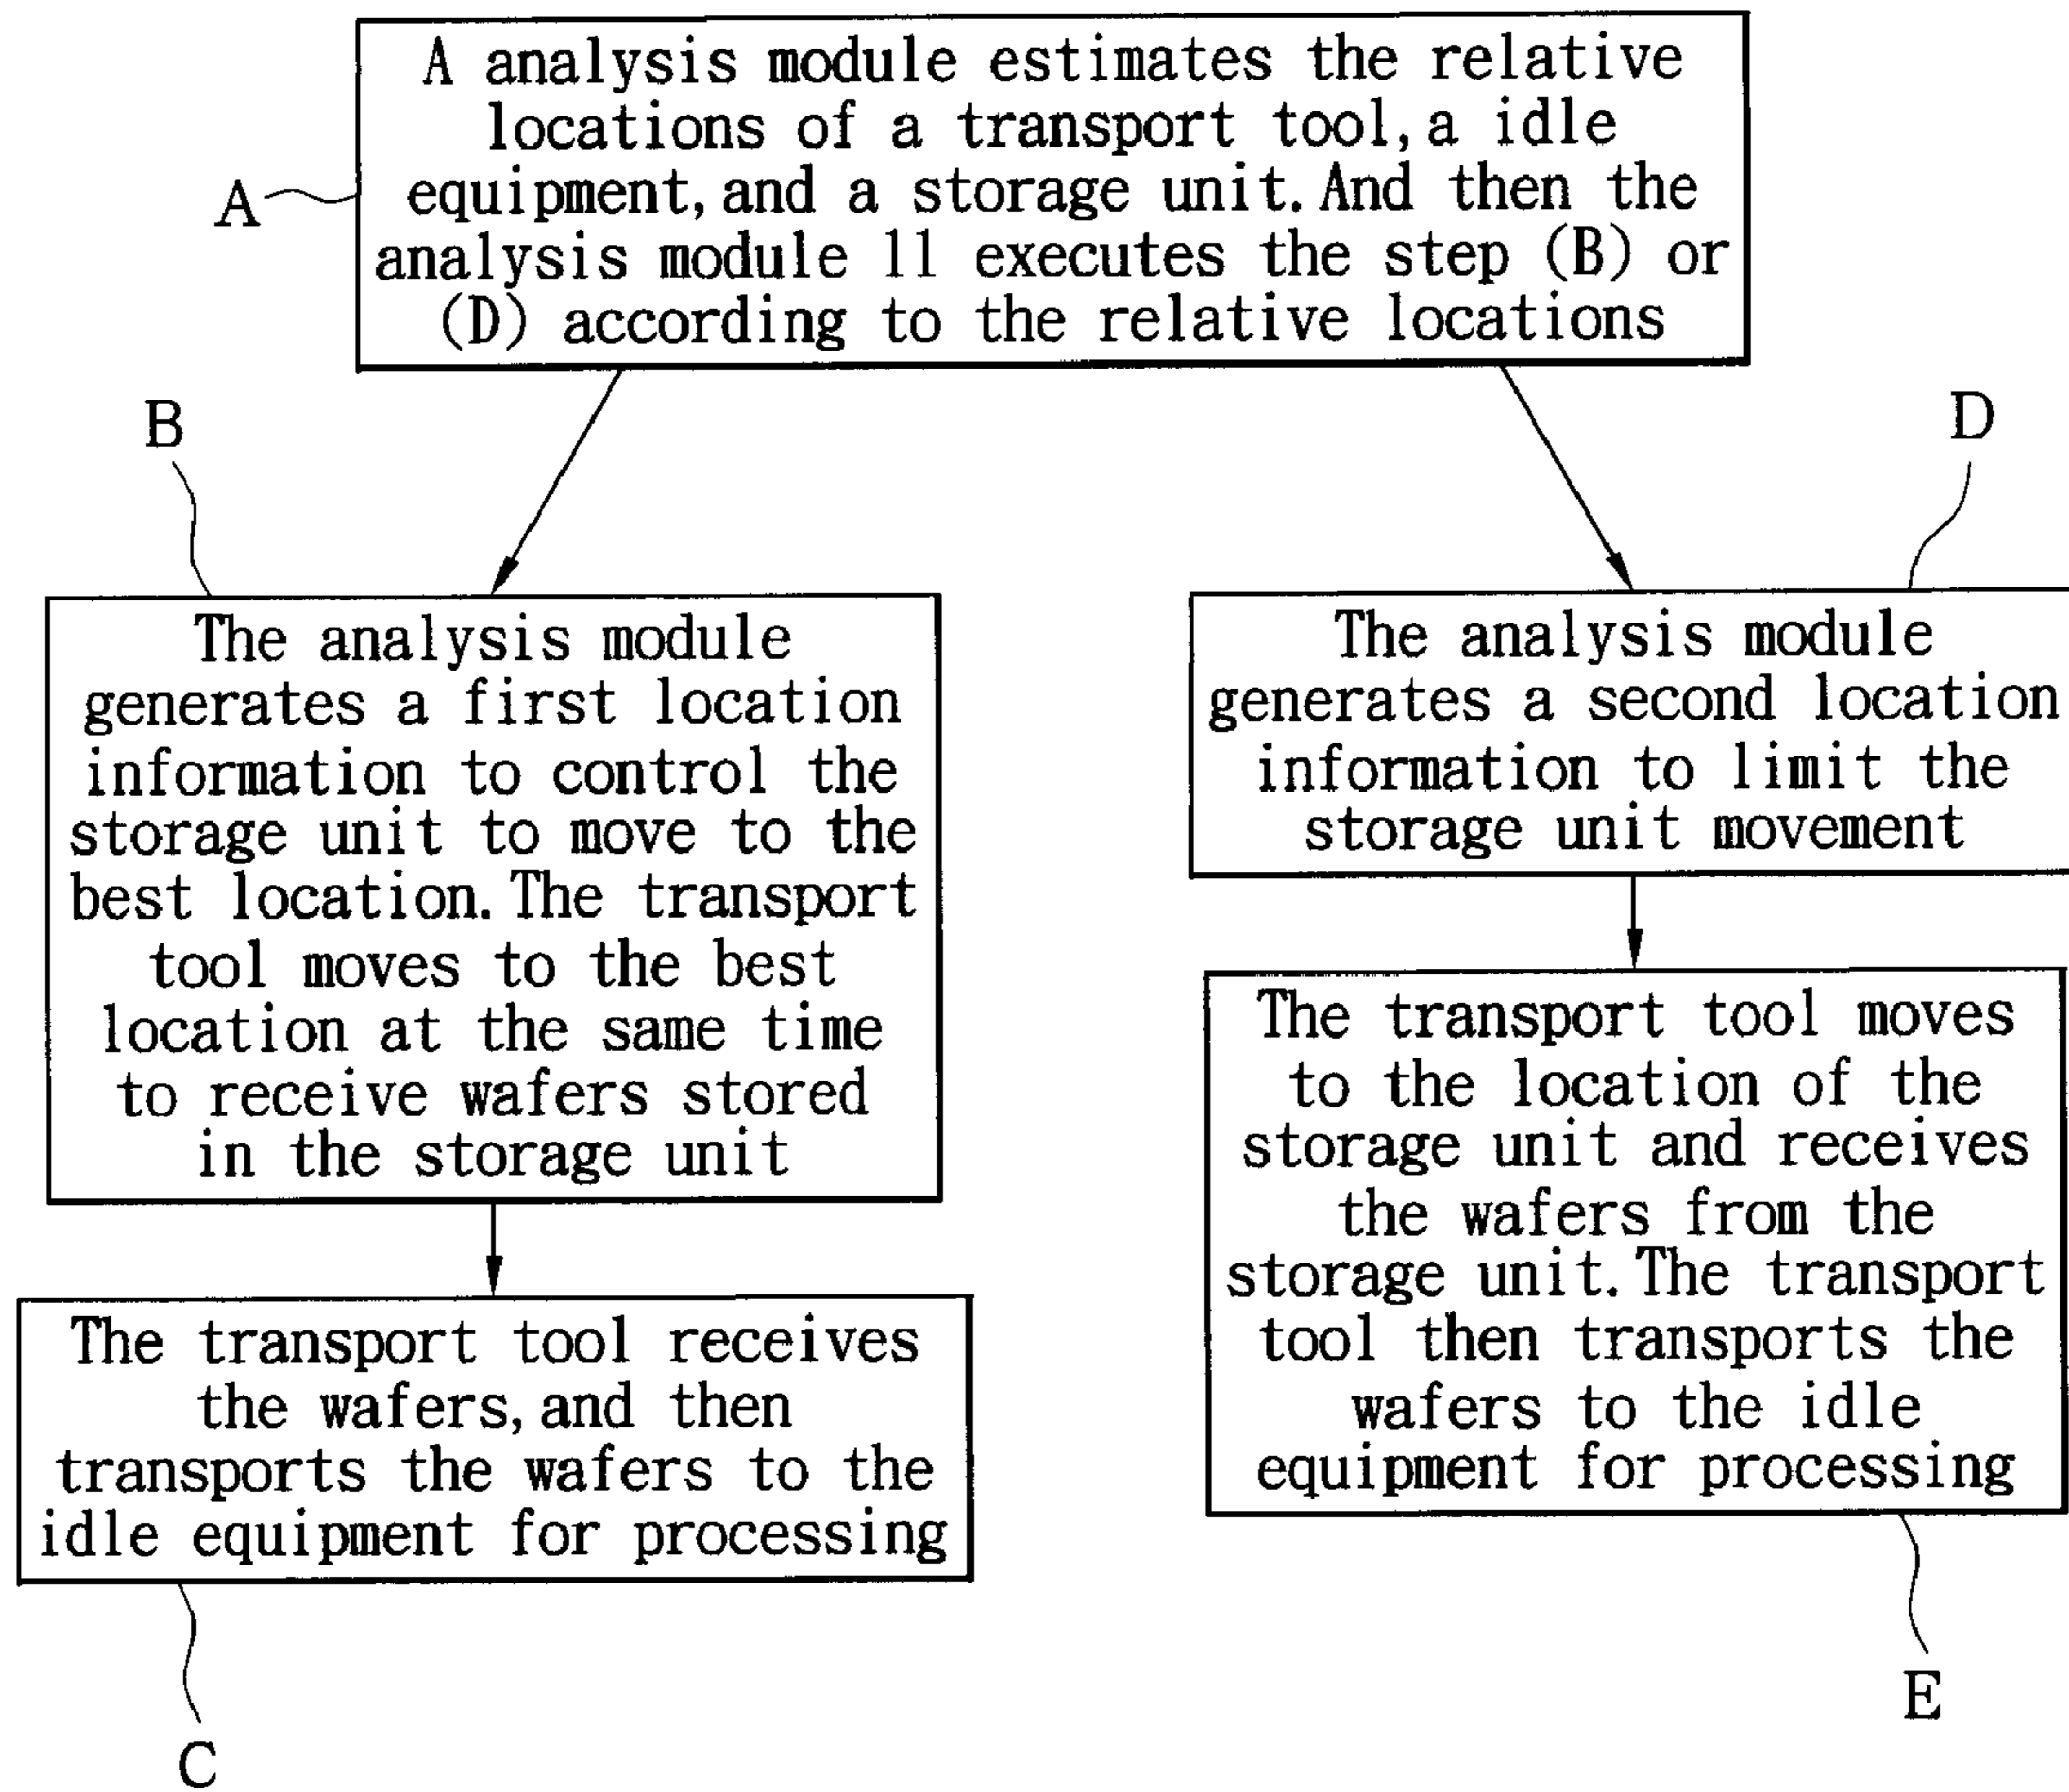 A analysis module estimates the relative
locations of a transport tool, a idle
equipment, and a storage unit. And then the
analysis module 11 executes the step (B) or
(D) according to the relative locations
A
B
The analysis module
generates a first location
information to control the
storage unit to move to the
best location. The transport
tool moves to the best
location at the same time
to receive wafers stored
in the storage unit
The transport tool receives
the wafers, and then
transports the wafers to the
idle equipment for processing
C
D
The analysis module
generates a second location
information to limit the
storage unit movement
The transport tool moves
to the location of the
storage unit and receives
the wafers from the
storage unit. The transport
tool then transports the
wafers to the idle
equipment for processing
E